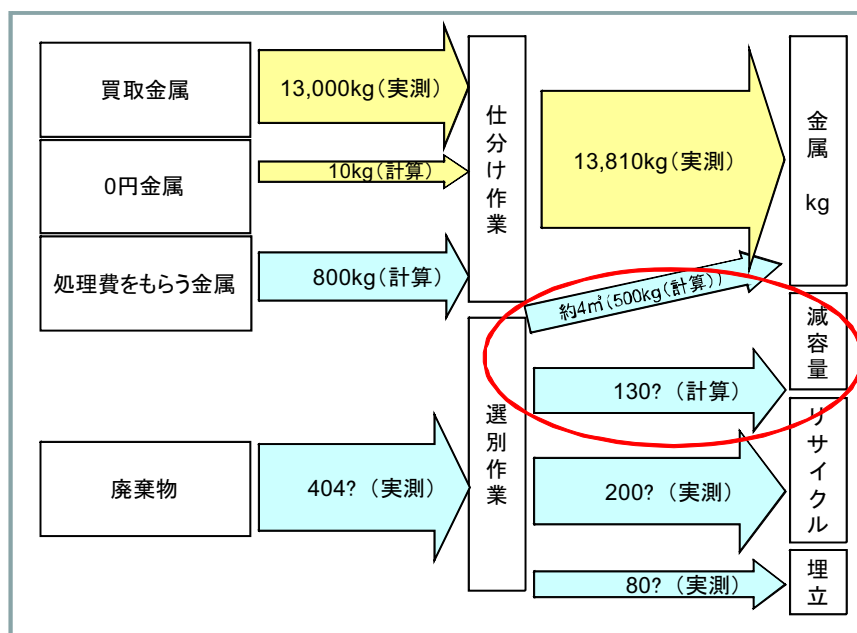 買取金属
13,000kg（実測）
0円金属
10kg（計算）
処理費をもらう金属
800kg（計算）
仕分け作業
13,810kg（実測）
金属 kg
約4㎥（500kg（計算））
減容量
130?（計算）
選別作業
廃棄物
404?（実測）
200?（実測）
リサイクル
80?（実測）
埋立